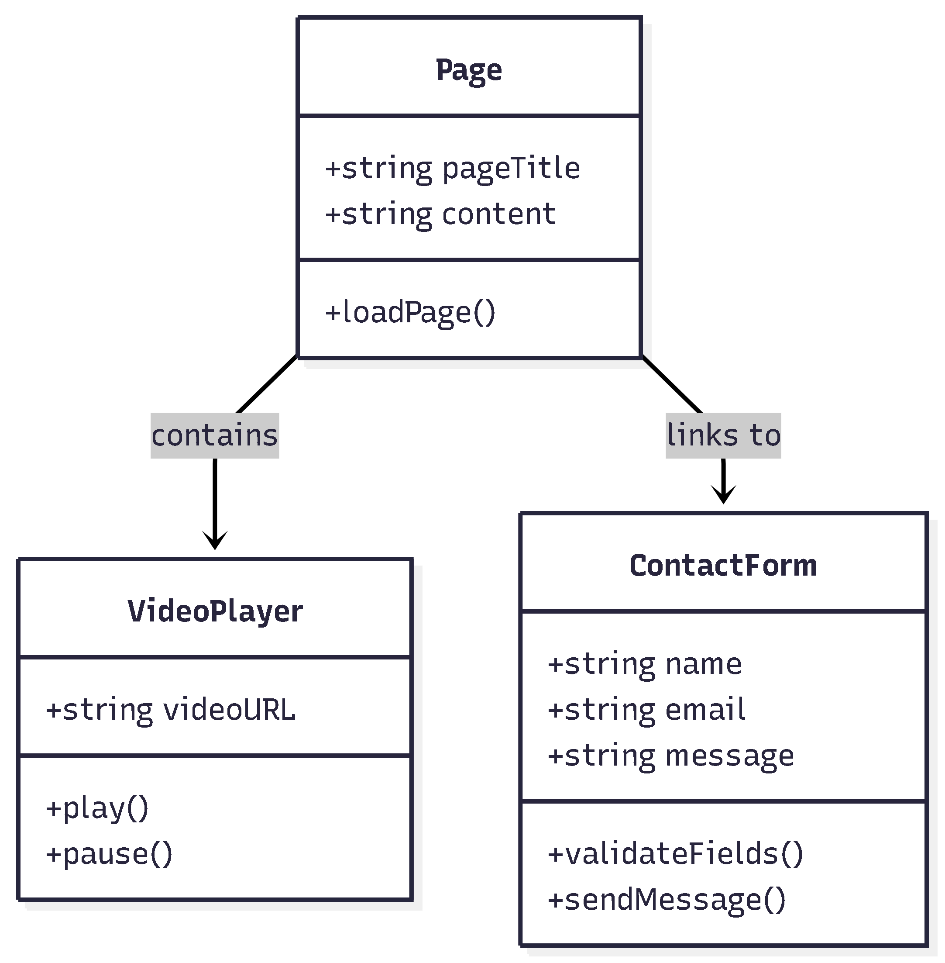 Page
+string pageTitle
+string content
+loadPage()
contains
links to
VideoPlayer
+string videoURL
+play()
+pause()
ContactForm
+string name
+string email
+string message
+validateFields()
+sendMessage()